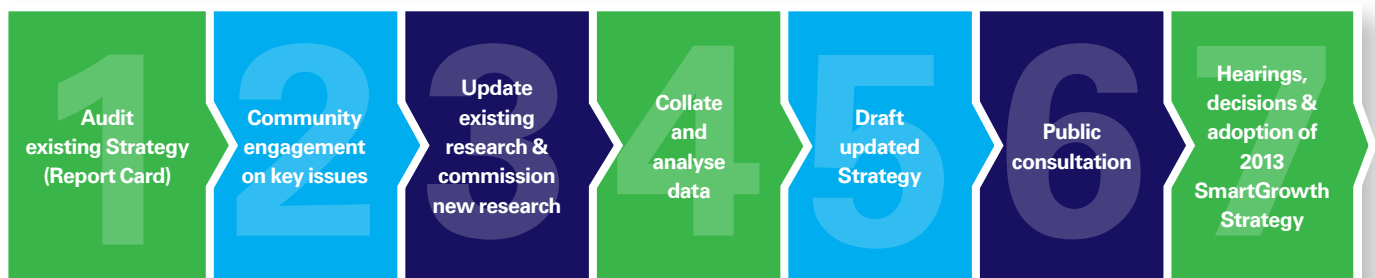 1
Audit
existing Strategy
(Report Card)
2
Community
engagement
on key issues
3
Update
existing
research &
commission
new research
4
Collate
and
analyse
data
5
Draft
updated
Strategy
6
Public
consultation
7
Hearings,
decisions &
adoption of
2013
SmartGrowth
Strategy